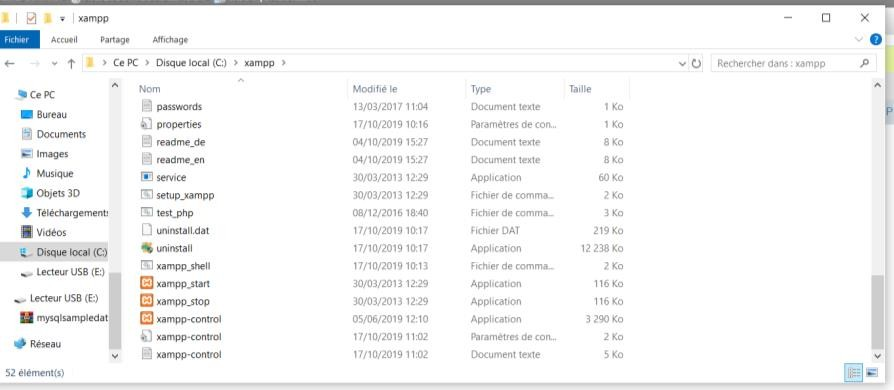 xampp
Fichier Accueil Partage Affichage
Ce PC > Disque local (C:) > xampp > Rechercher dans : xampp
Ce PC
Bureau
Documents
Images
Musique
Objets 3D
Téléchargements
Vidéos
Disque local (C:)
Lecteur USB (E:)
Lecteur USB (E:)
mysqlsampledat
Réseau
Nom Modifié le Type Taille
passwords 13/03/2017 11:04 Document texte 1 Ko
properties 17/10/2019 10:16 Paramètres de con... 1 Ko
readme_de 04/10/2019 15:27 Document texte 8 Ko
readme_en 04/10/2019 15:27 Document texte 8 Ko
service 30/03/2013 12:29 Application 60 Ko
setup_xampp 30/03/2013 12:29 Fichier de comma... 2 Ko
test_php 08/12/2016 18:40 Fichier de comma... 3 Ko
uninstall.dat 17/10/2019 10:17 Fichier DAT 219 Ko
uninstall 17/10/2019 10:17 Application 12 238 Ko
xampp_shell 17/10/2019 10:13 Fichier de comma... 2 Ko
xampp_start 30/03/2013 12:29 Application 116 Ko
xampp_stop 30/03/2013 12:29 Application 116 Ko
xampp-control 05/06/2019 12:10 Application 3 290 Ko
xampp-control 17/10/2019 11:02 Paramètres de con... 2 Ko
xampp-control 17/10/2019 11:02 Document texte 5 Ko
52 élément(s)